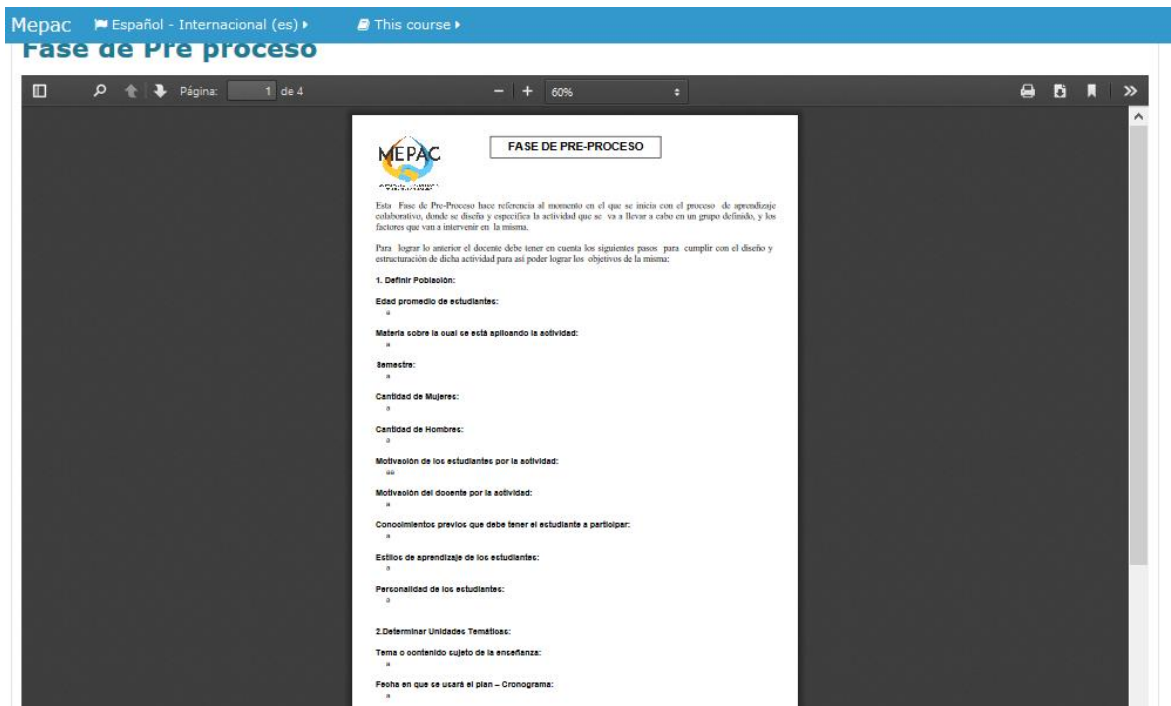 Mepac Español - Internacional (es) This course
Fase de Pre proceso
Página: 1 de 4 60%
MEPAC
FASE DE PRE-PROCESO
Esta Fase de Pre-Proceso hace referencia al momento en el que se inicia con el proceso de aprendizaje
colaborativo, donde se diseña y especifica la actividad que se va a llevar a cabo en un grupo definido, y los
factores que van a intervenir en la misma.
Para lograr lo anterior el docente debe tener en cuenta los siguientes pasos para cumplir con el diseño y
estructuración de dicha actividad para así poder lograr los objetivos de la misma:
1. Definir Población:
Edad promedio de estudiantes:
a
Materia sobre la cual se está aplicando la actividad:
a
Semestre:
a
Cantidad de Mujeres:
a
Cantidad de Hombres:
a
Motivación de los estudiantes por la actividad:
aa
Motivación del docente por la actividad:
a
Conocimientos previos que debe tener el estudiante a participar:
a
Estilos de aprendizaje de los estudiantes:
a
Personalidad de los estudiantes:
a
2.Determinar Unidades Temáticas:
Tema o contenido sujeto de la enseñanza:
a
Fecha en que se usará el plan – Cronograma:
a